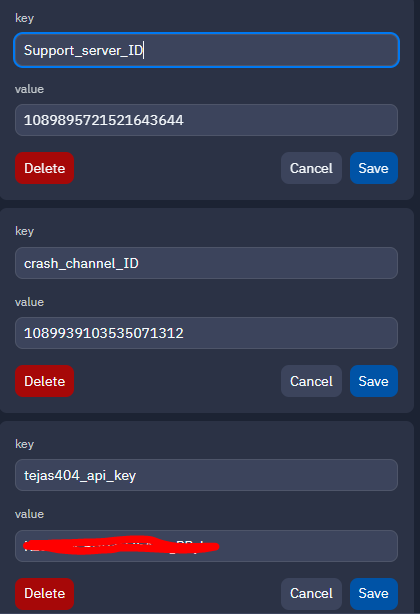 key
Support_server_ID
value
1089895721521643644
Delete
Cancel
Save
key
crash_channel_ID
value
1089939103535071312
Delete
Cancel
Save
key
tejas404_api_key
value
Delete
Cancel
Save